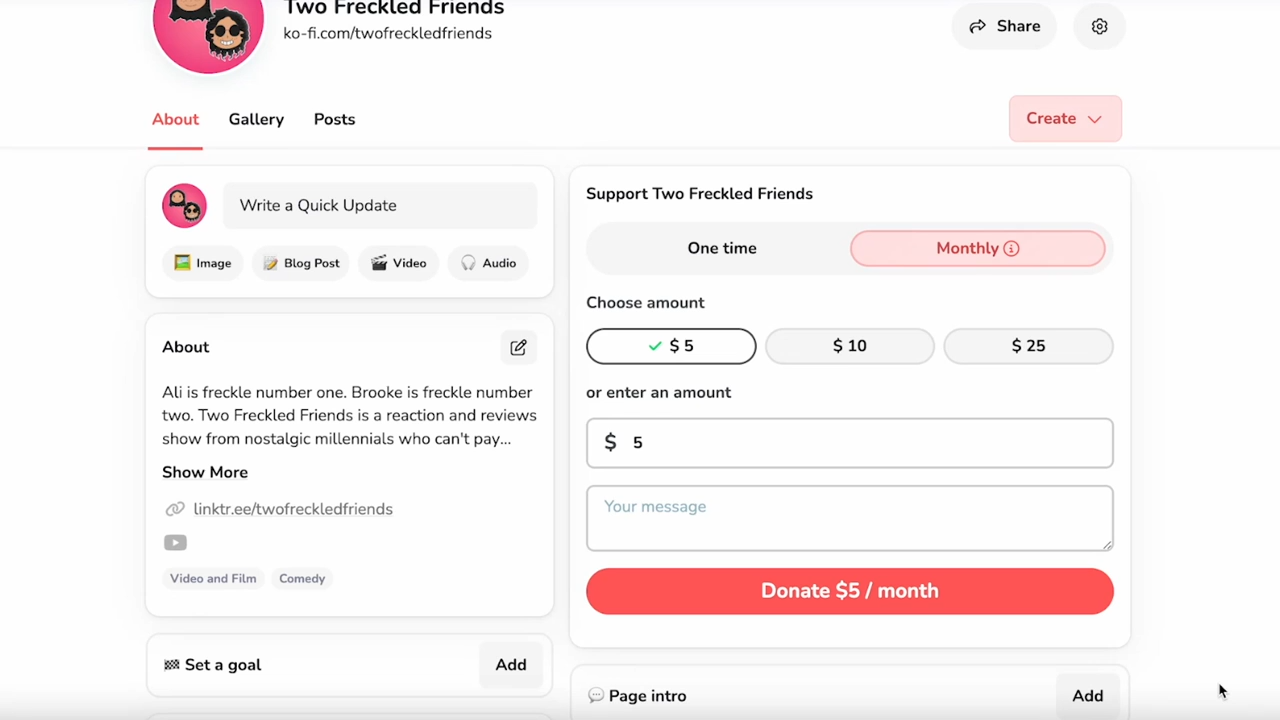 Two Freckled Friends
ko-fi.com/twofreckledfriends
Share
About
Gallery
Posts
Create
Write a Quick Update
Image
Blog Post
Video
Audio
About
Ali is freckle number one. Brooke is freckle number
two. Two Freckled Friends is a reaction and reviews
show from nostalgic millennials who can't pay...
Show More
linktr.ee/twofreckledfriends
Video and Film
Comedy
Set a goal
Add
Support Two Freckled Friends
One time
Monthly
Choose amount
$ 5
$ 10
$ 25
or enter an amount
$ 5
Your message
Donate $5 / month
Page intro
Add